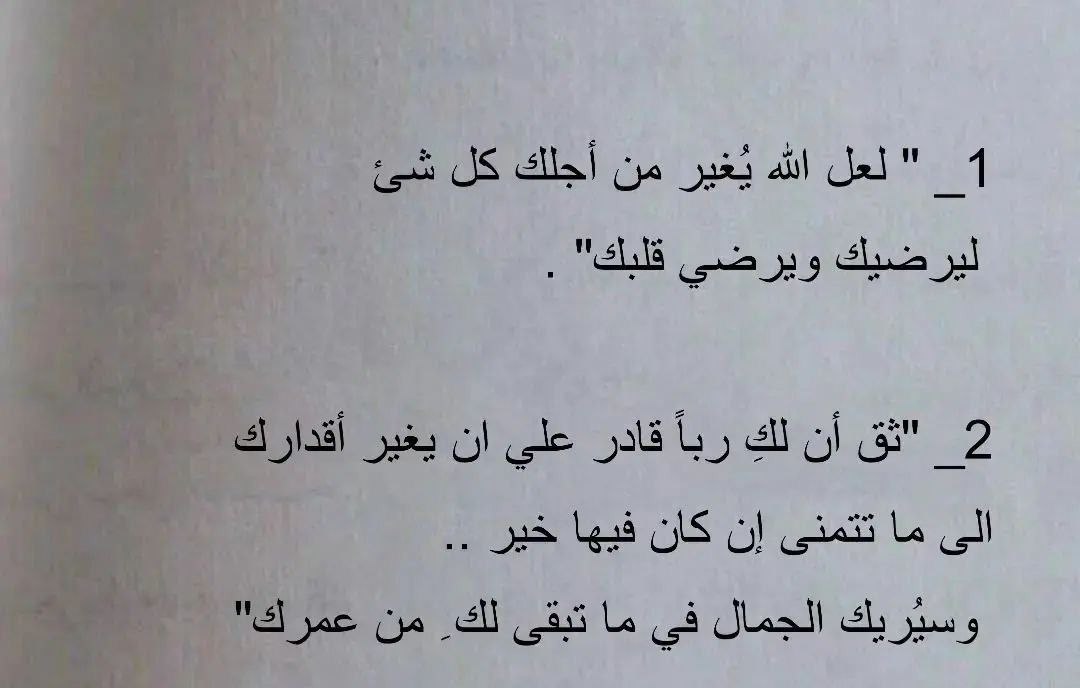 1_ " لعل الله يُغير من أجلك كل شئ
ليرضيك ويرضي قلبك" .
2_ "ثق أن لكِ رباً قادر علي ان يغير أقدارك
الى ما تتمنى إن كان فيها خير ..
وسيُريك الجمال في ما تبقى لك ِ من عمرك"